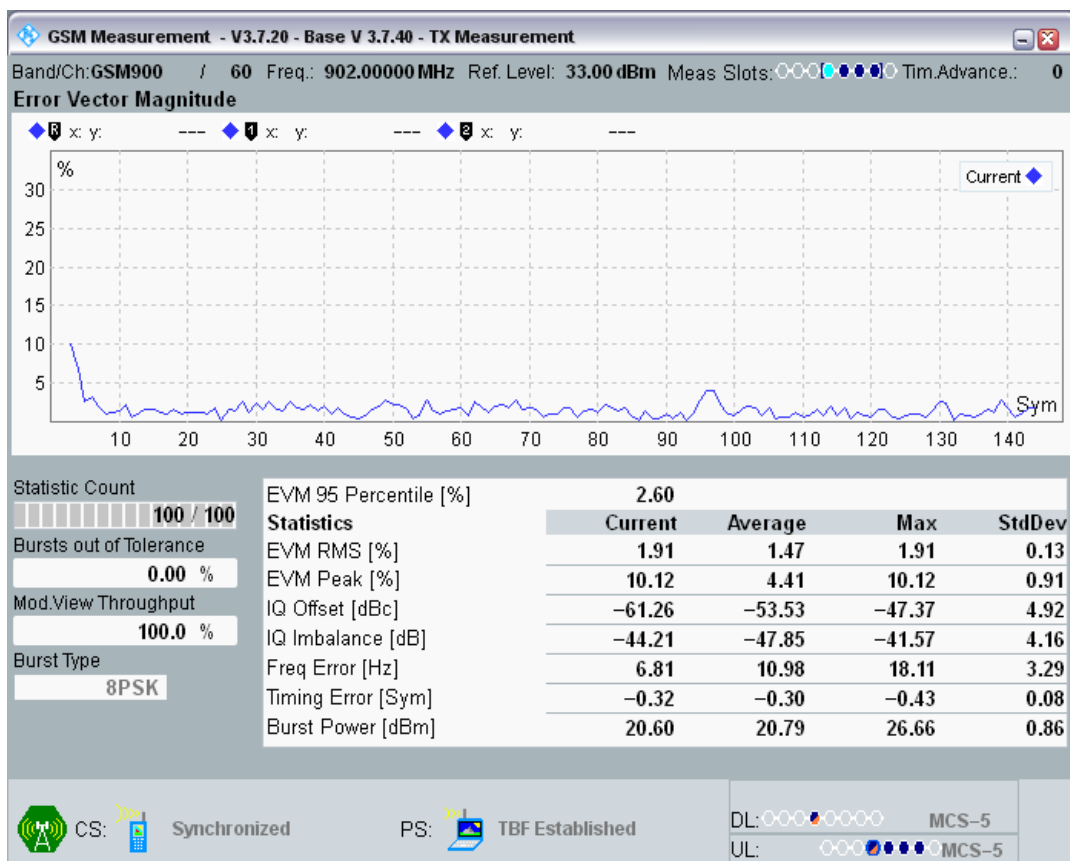 GSM Measurement - V3.7.20 - Base V 3.7.40 - TX Measurement
Band/Ch:GSM900 / 60 Freq.: 902.00000 MHz Ref. Level: 33.00 dBm Meas Slots: Tim.Advance.: 0
Error Vector Magnitude
R x: y: --- 1 x: y: --- 2 x: y: ---
%
Current
30
25
20
15
10
5
Sym
10 20 30 40 50 60 70 80 90 100 110 120 130 140
Statistic Count
100 / 100
Bursts out of Tolerance
0.00 %
Mod.View Throughput
100.0 %
Burst Type
8PSK
EVM 95 Percentile [%] 2.60
Statistics Current Average Max StdDev
EVM RMS [%] 1.91 1.47 1.91 0.13
EVM Peak [%] 10.12 4.41 10.12 0.91
IQ Offset [dBc] −61.26 −53.53 −47.37 4.92
IQ Imbalance [dB] −44.21 −47.85 −41.57 4.16
Freq Error [Hz] 6.81 10.98 18.11 3.29
Timing Error [Sym] −0.32 −0.30 −0.43 0.08
Burst Power [dBm] 20.60 20.79 26.66 0.86
CS: Synchronized PS: TBF Established
DL: MCS−5
UL: MCS−5